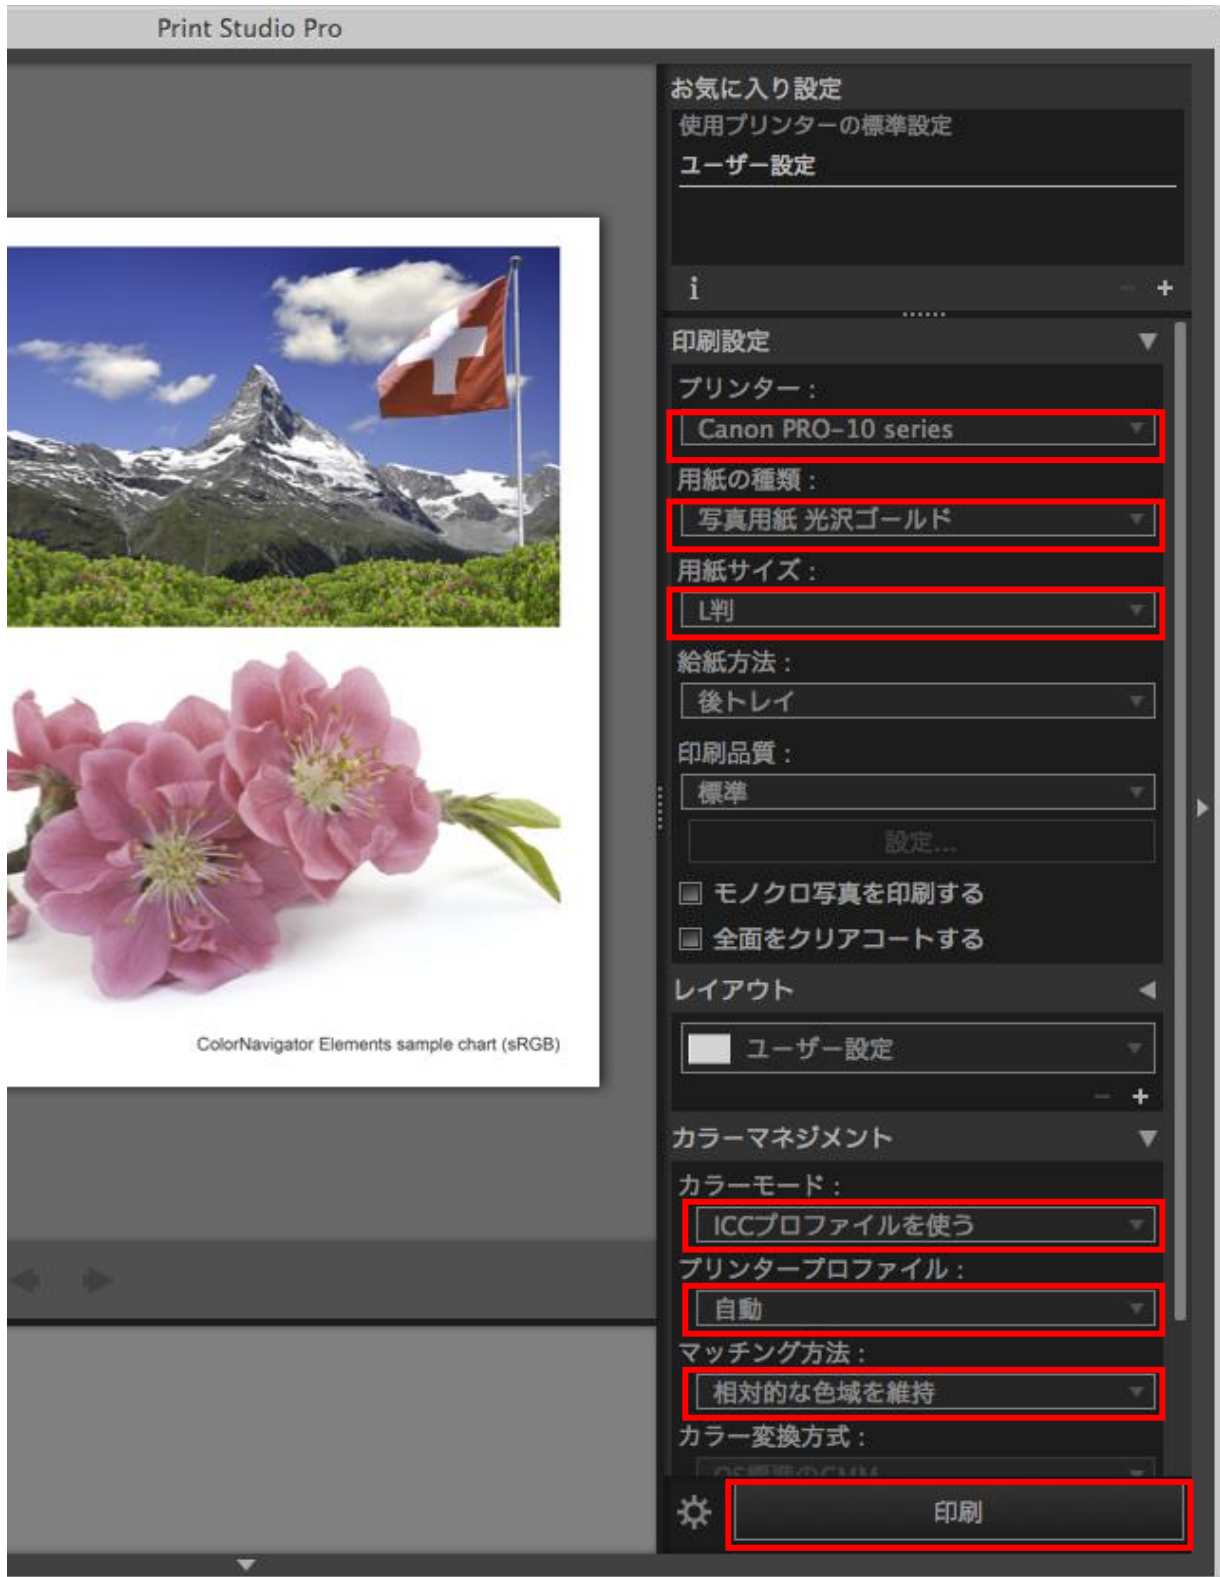 Print Studio Pro
お気に入り設定
使用プリンターの標準設定
ユーザー設定
i
印刷設定
プリンター：
Canon PRO-10 series
用紙の種類：
写真用紙 光沢ゴールド
用紙サイズ：
L判
給紙方法：
後トレイ
印刷品質：
標準
設定...
モノクロ写真を印刷する
全面をクリアコートする
レイアウト
ユーザー設定
カラーマネジメント
カラーモード：
ICCプロファイルを使う
プリンタープロファイル：
自動
マッチング方法：
相対的な色域を維持
カラー変換方式：
OS標準のCMM
印刷
ColorNavigator Elements sample chart (sRGB)